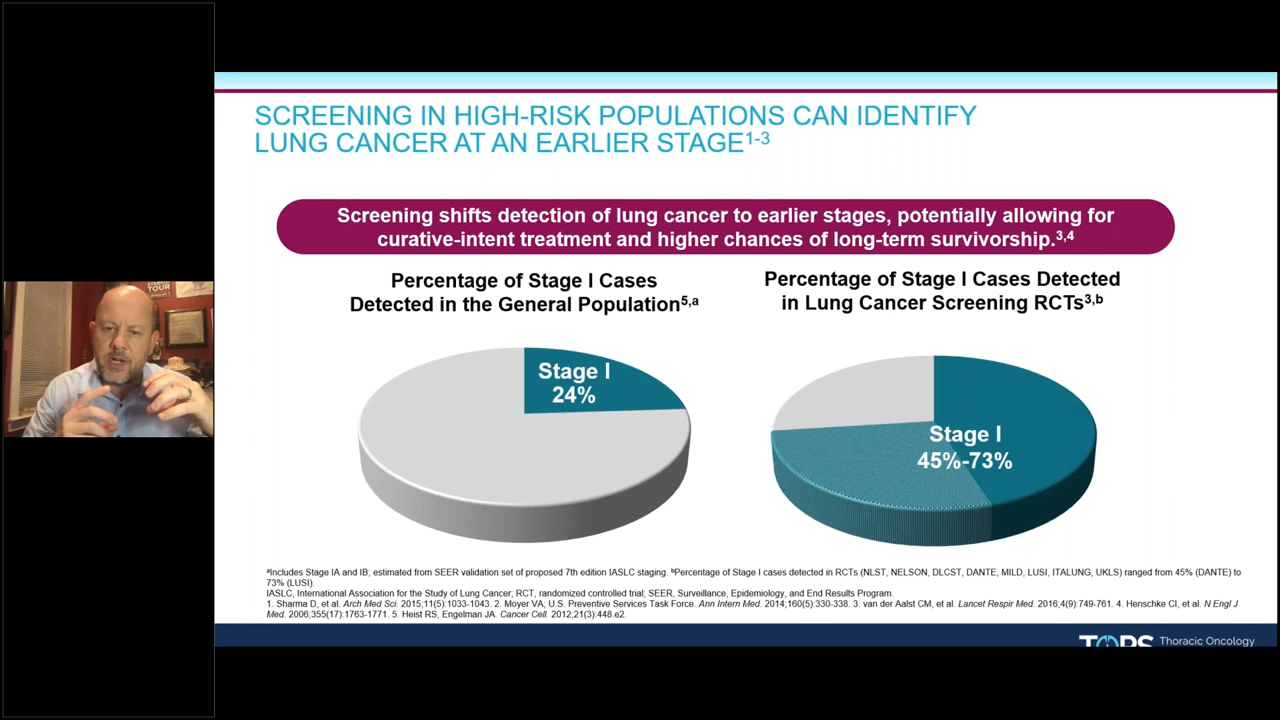 SCREENING IN HIGH-RISK POPULATIONS CAN IDENTIFY
LUNG CANCER AT AN EARLIER STAGE1-3
Screening shifts detection of lung cancer to earlier stages, potentially allowing for
curative-intent treatment and higher chances of long-term survivorship.3,4
Percentage of Stage I Cases
Detected in the General Population5,a
Percentage of Stage I Cases Detected
in Lung Cancer Screening RCTs3,b
Stage I
24%
Stage I
45%-73%
TOUR
aIncludes Stage IA and IB; estimated from SEER validation set of proposed 7th edition IASLC staging. bPercentage of Stage I cases detected in RCTs (NLST, NELSON, DLCST, DANTE, MILD, LUSI, ITALUNG, UKLS) ranged from 45% (DANTE) to
73% (LUSI).
IASLC, International Association for the Study of Lung Cancer; RCT, randomized controlled trial; SEER, Surveillance, Epidemiology, and End Results Program.
1. Sharma D, et al. Arch Med Sci. 2015;11(5):1033-1043. 2. Moyer VA; U.S. Preventive Services Task Force. Ann Intern Med. 2014;160(5):330-338. 3. van der Aalst CM, et al. Lancet Respir Med. 2016;4(9):749-761. 4. Henschke CI, et al. N Engl J
Med. 2006;355(17):1763-1771. 5. Heist RS, Engelman JA. Cancer Cell. 2012;21(3):448.e2.
TOPS Thoracic Oncology